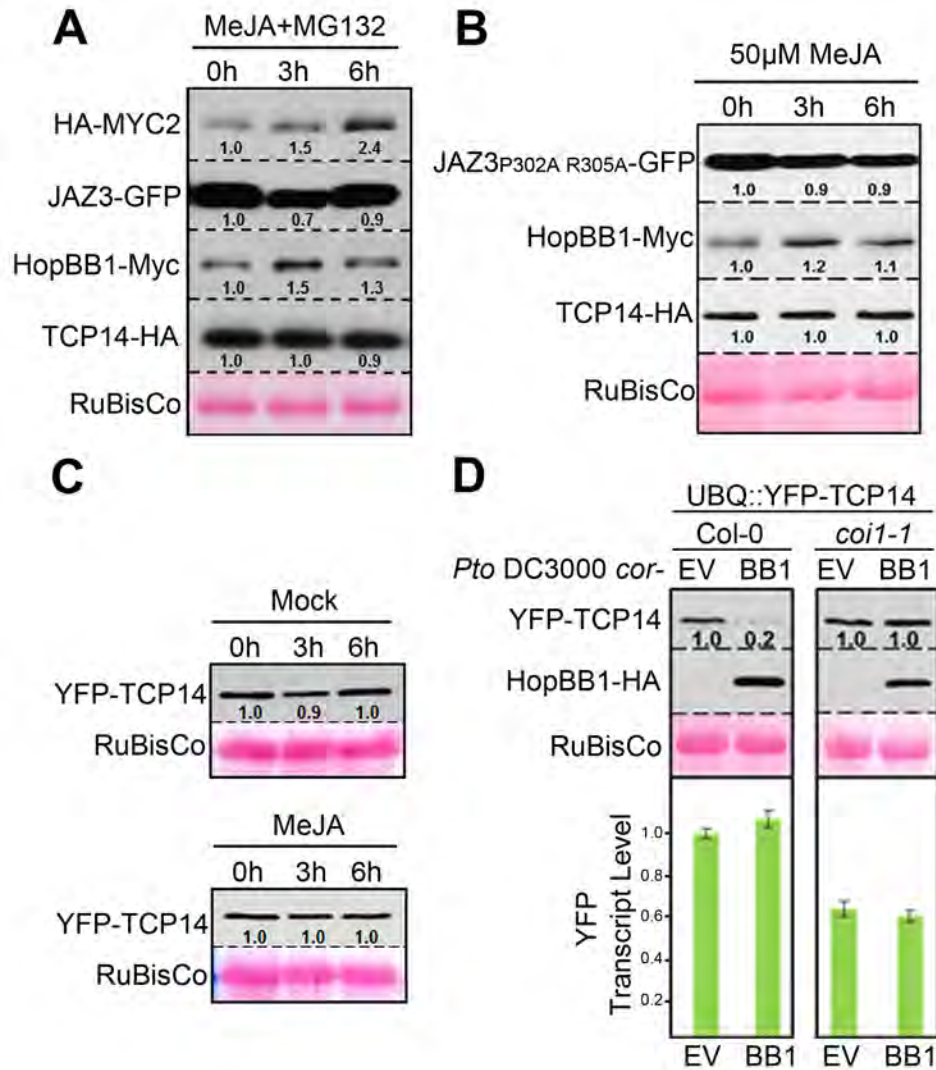 A
MeJA+MG132
0h 3h 6h
HA-MYC2
1.0 1.5 2.4
JAZ3-GFP
1.0 0.7 0.9
HopBB1-Myc
1.0 1.5 1.3
TCP14-HA
1.0 1.0 0.9
RuBisCo
B
50µM MeJA
0h 3h 6h
JAZ3P302A R305A-GFP
1.0 0.9 0.9
HopBB1-Myc
1.0 1.2 1.1
TCP14-HA
1.0 1.0 1.0
RuBisCo
C
Mock
0h 3h 6h
YFP-TCP14
1.0 0.9 1.0
RuBisCo
MeJA
0h 3h 6h
YFP-TCP14
1.0 1.0 1.0
RuBisCo
D
UBQ::YFP-TCP14
Col-0 coi1-1
Pto DC3000 cor- EV BB1 EV BB1
YFP-TCP14
1.0 0.2 1.0 1.0
HopBB1-HA
RuBisCo
YFP
Transcript Level
1.0
0.8
0.6
0.4
0.2
EV BB1 EV BB1